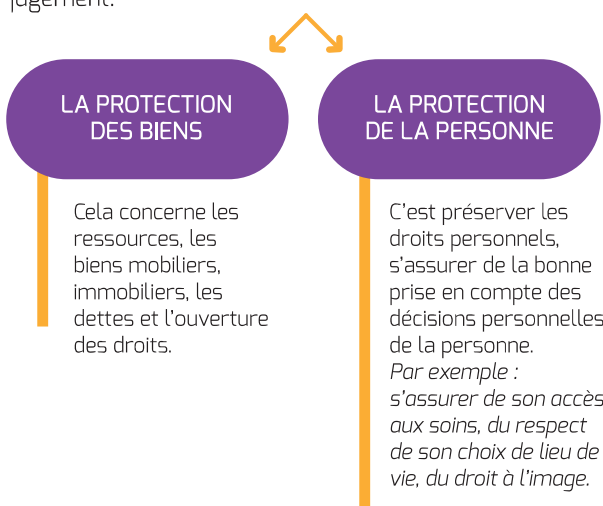 jugement.
LA PROTECTION
DES BIENS
Cela concerne les
ressources, les
biens mobiliers,
immobiliers, les
dettes et l'ouverture
des droits.
LA PROTECTION
DE LA PERSONNE
C'est préserver les
droits personnels,
s'assurer de la bonne
prise en compte des
décisions personnelles
de la personne.
Par exemple :
s'assurer de son accès
aux soins, du respect
de son choix de lieu de
vie, du droit à l'image.